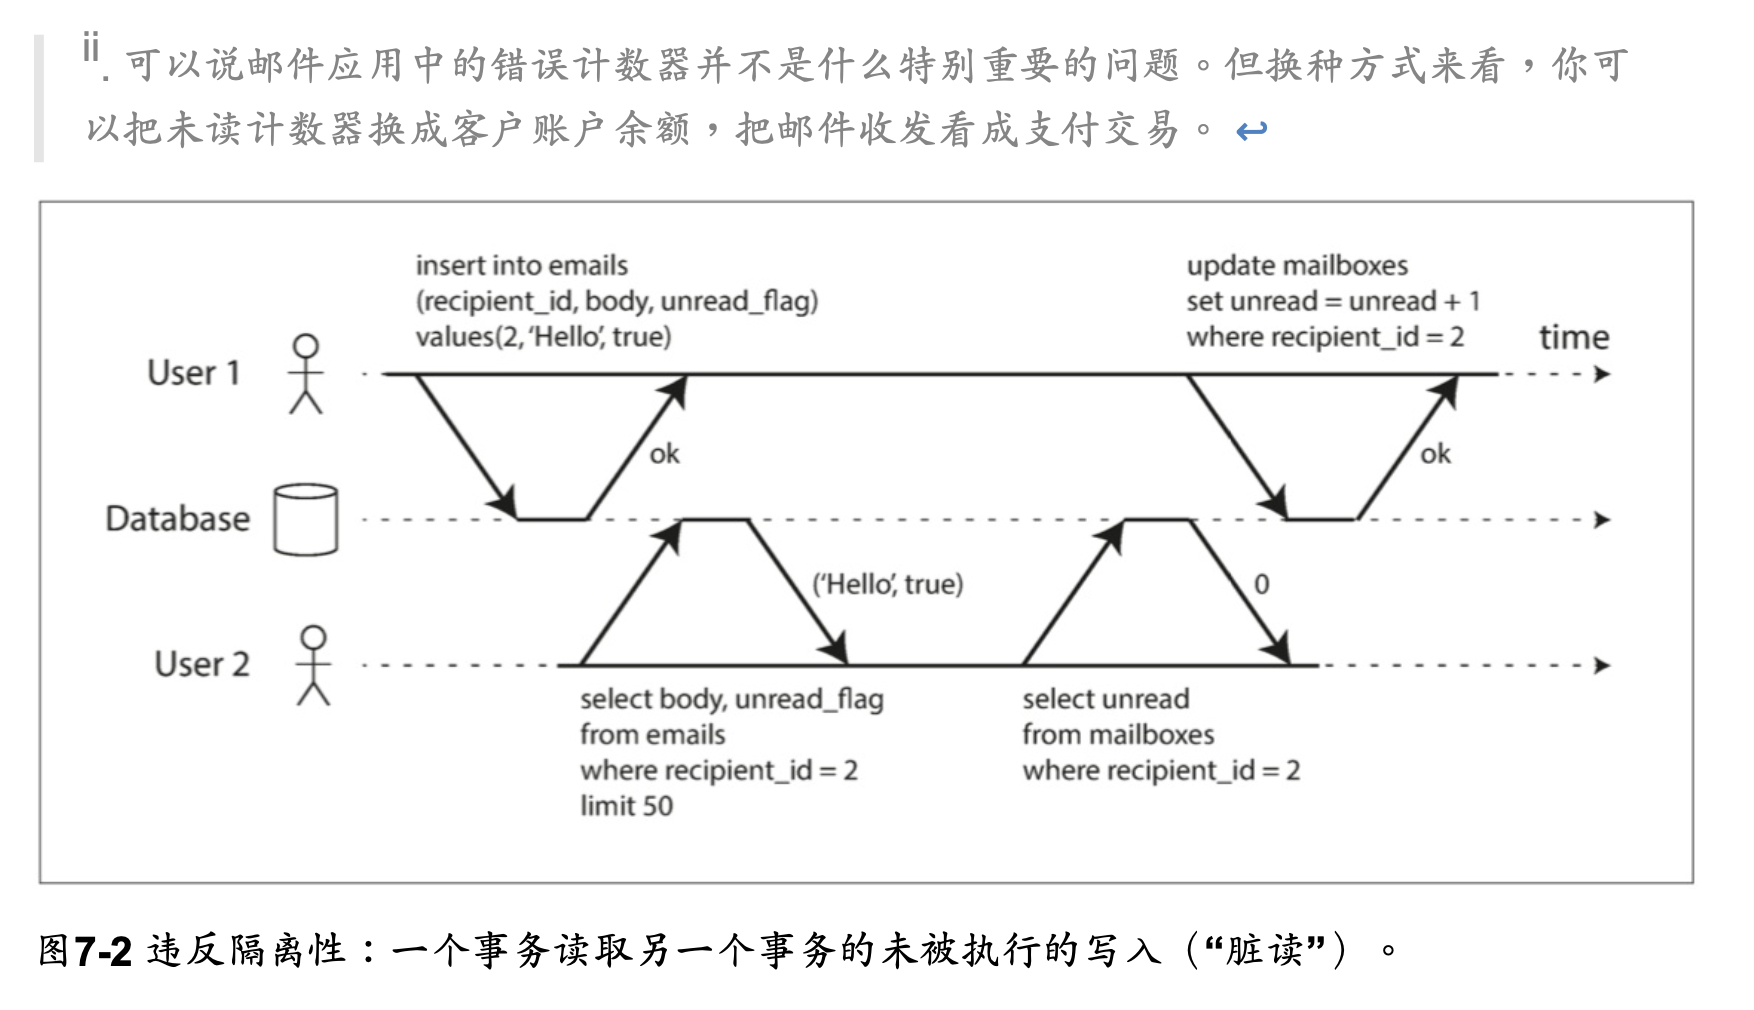 ii. 可以说邮件应用中的错误计数器并不是什么特别重要的问题。但换种方式来看，你可
以把未读计数器换成客户账户余额，把邮件收发看成支付交易。 ↩
insert into emails
(recipient_id, body, unread_flag)
values(2, ‘Hello’, true)
update mailboxes
set unread = unread + 1
where recipient_id = 2
time
User 1
ok
ok
Database
(‘Hello’, true)
0
User 2
select body, unread_flag
from emails
where recipient_id = 2
limit 50
select unread
from mailboxes
where recipient_id = 2
图7-2 违反隔离性：一个事务读取另一个事务的未被执行的写入（“脏读”）。